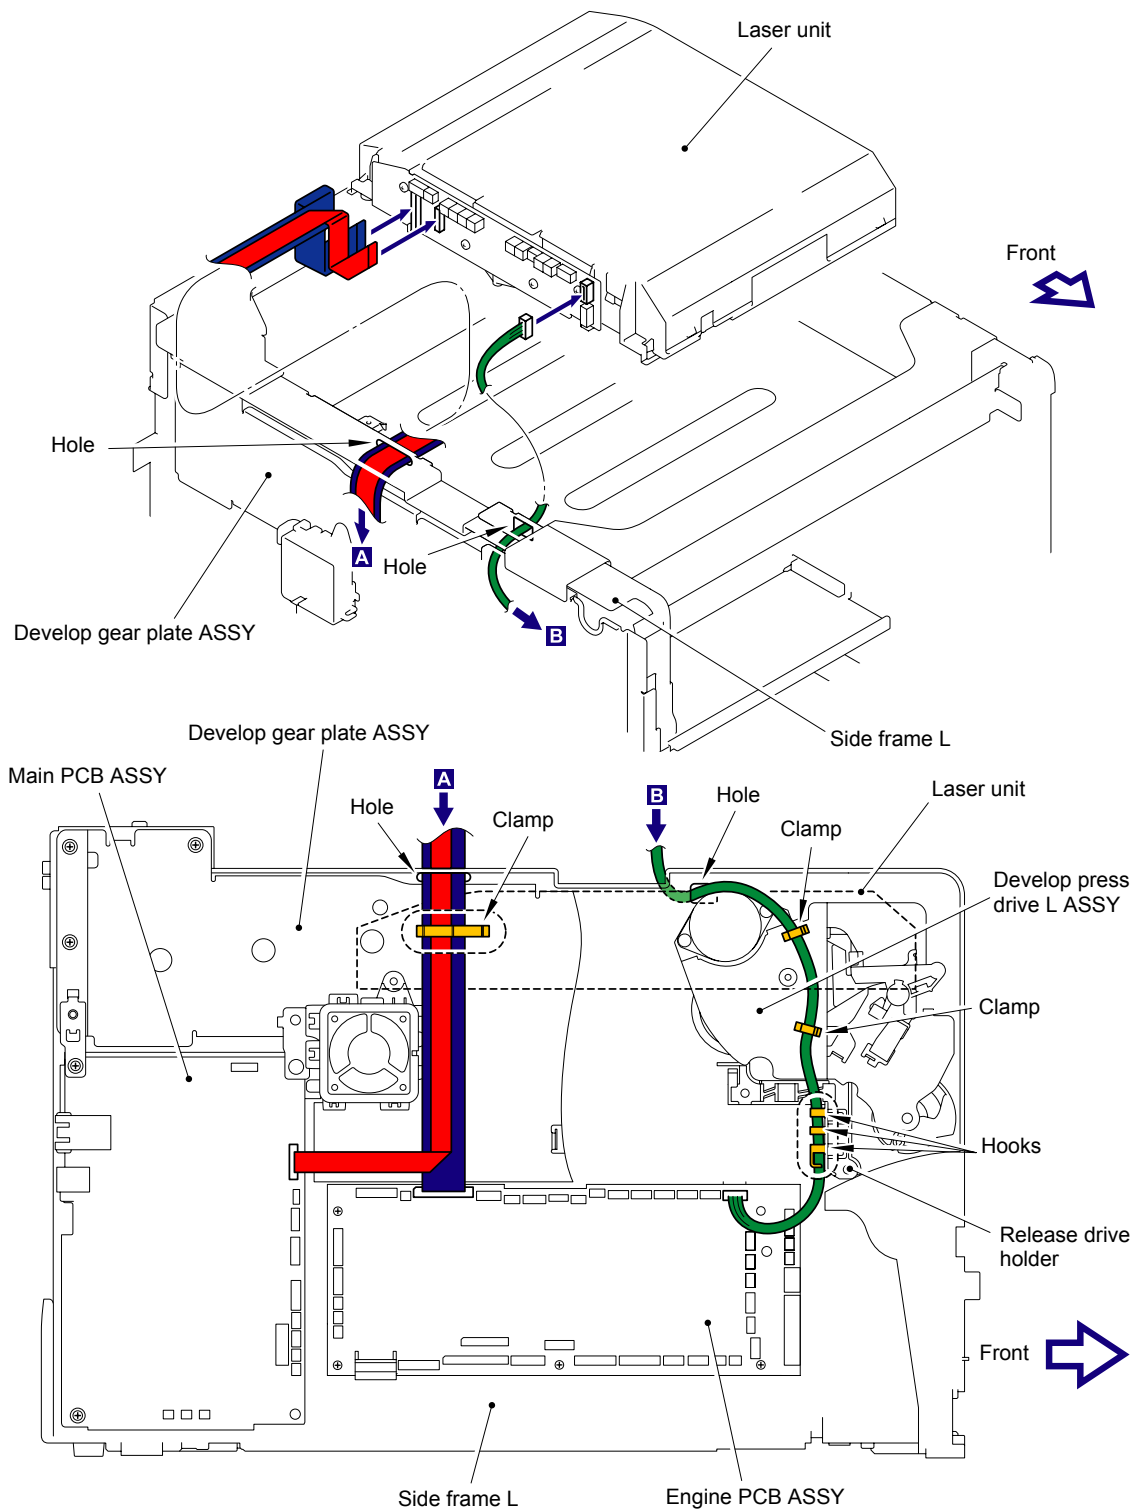 Laser unit
Front
Hole
A
Hole
B
Develop gear plate ASSY
Side frame L
Develop gear plate ASSY
Main PCB ASSY
A
B
Hole
Clamp
Hole
Clamp
Laser unit
Develop press
drive L ASSY
Clamp
Hooks
Release drive
holder
Front
Side frame L
Engine PCB ASSY